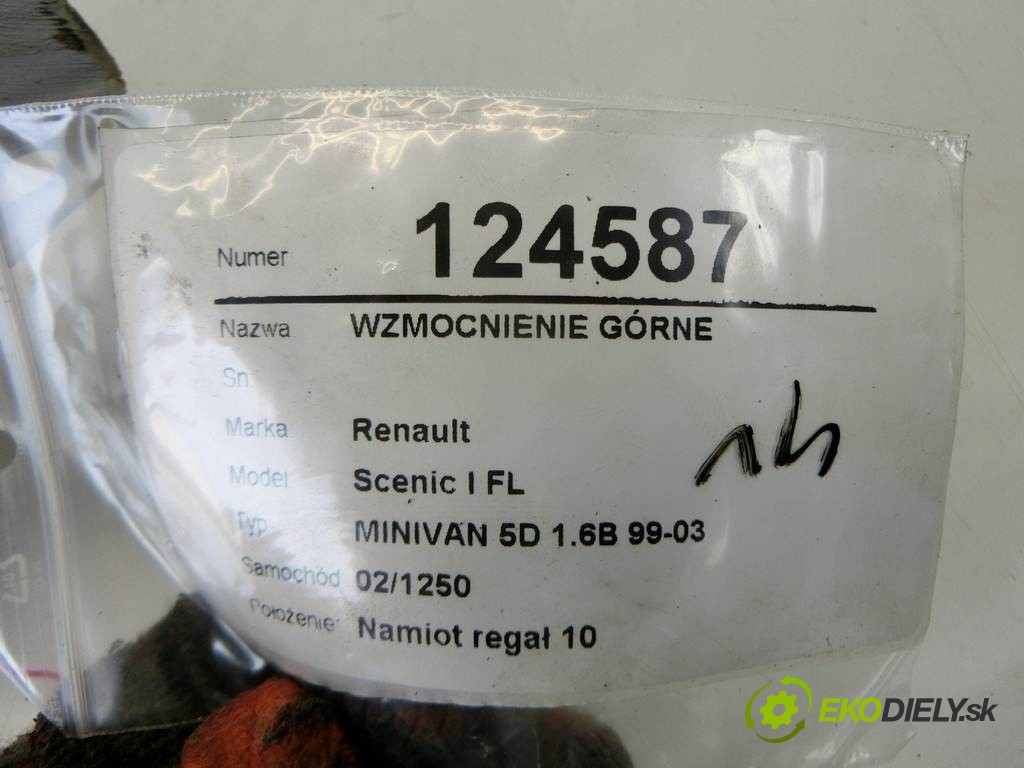 Numer 124587
Nazwa WZMOCNIENIE GÓRNE
Sn.
Marka Renault
Model Scenic I FL
Typ MINIVAN 5D 1.6B 99-03
Samochód 02/1250
Położenie: Namiot regał 10
14
EKODIELY.sk